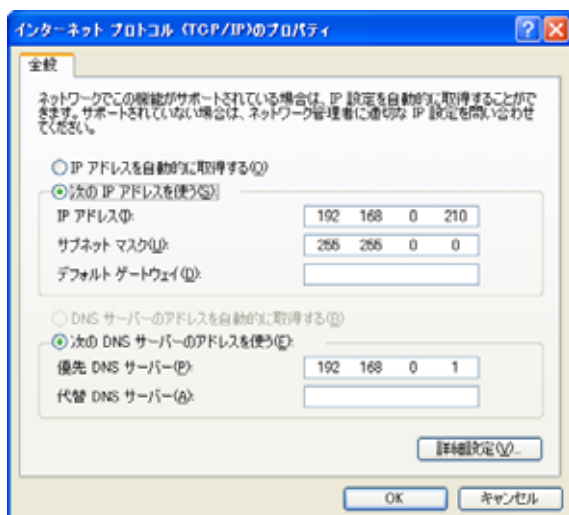 インターネット プロトコル (TCP/IP)のプロパティ
全般
ネットワークでこの機能がサポートされている場合は、IP 設定を自動的に取得することがで
きます。サポートされていない場合は、ネットワーク管理者に適切な IP 設定を問い合わせ
てください。
IP アドレスを自動的に取得する(O)
次の IP アドレスを使う(S):
IP アドレス(I): 192 168 0 210
サブネット マスク(U): 255 255 0 0
デフォルト ゲートウェイ(D):
DNS サーバーのアドレスを自動的に取得する(B)
次の DNS サーバーのアドレスを使う(E):
優先 DNS サーバー(P): 192 168 0 1
代替 DNS サーバー(A):
詳細設定(V)...
OK キャンセル